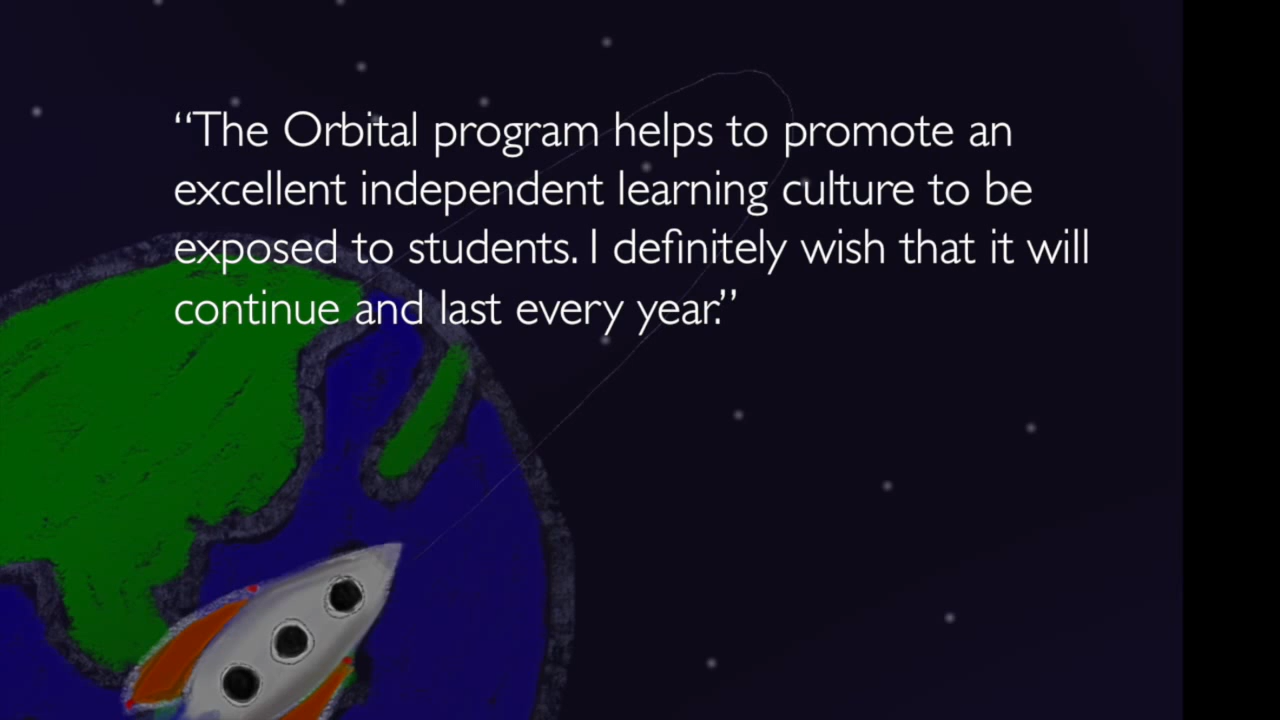 “The Orbital program helps to promote an
excellent independent learning culture to be
exposed to students. I definitely wish that it will
continue and last every year.”